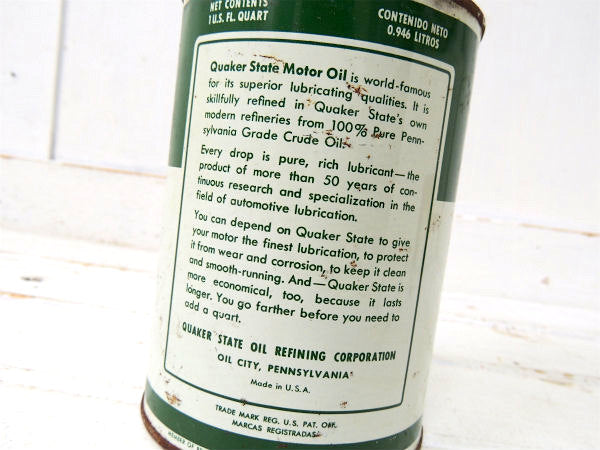 NET CONTENTS
1 U.S. FL. QUART
CONTENIDO NETO
0.946 LITROS
Quaker State Motor Oil is world-famous
for its superior lubricating qualities. It is
skillfully refined in Quaker State's own
modern refineries from 100% Pure Penn-
sylvania Grade Crude Oil.
Every drop is pure, rich lubricant—the
product of more than 50 years of con-
tinuous research and specialization in the
field of automotive lubrication.
You can depend on Quaker State to give
your motor the finest lubrication, to protect
it from wear and corrosion, to keep it clean
and smooth-running. And—Quaker State is
more economical, too, because it lasts
longer. You go farther before you need to
add a quart.
QUAKER STATE OIL REFINING CORPORATION
OIL CITY, PENNSYLVANIA
Made in U.S.A.
TRADE MARK REG. U.S. PAT. OFF.
MARCAS REGISTRADAS
MEMBER OF